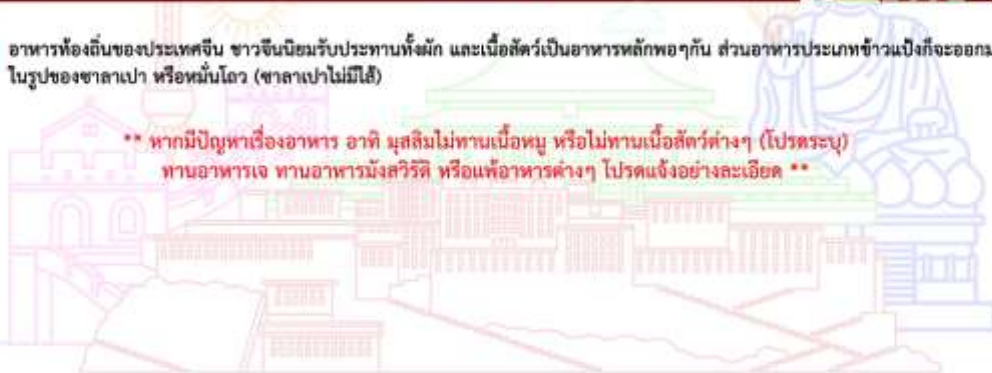 อาหารท้องถิ่นของประเทศจีน ชาวจีนนิยมรับประทานทั้งผัก และเนื้อสัตว์เป็นอาหารหลักพอๆกัน ส่วนอาหารประเภทข้าวแป้งก็จะออกม
ในรูปของซาลาเปา หรือหมั่นโถว (ซาลาเปาไม่มีไส้)
** หากมีปัญหาเรื่องอาหาร อาทิ มุสลิมไม่ทานเนื้อหมู หรือไม่ทานเนื้อสัตว์ต่างๆ (โปรดระบุ)
ทานอาหารเจ ทานอาหารมังสวิรัติ หรือแพ้อาหารต่างๆ โปรดแจ้งอย่างละเอียด **